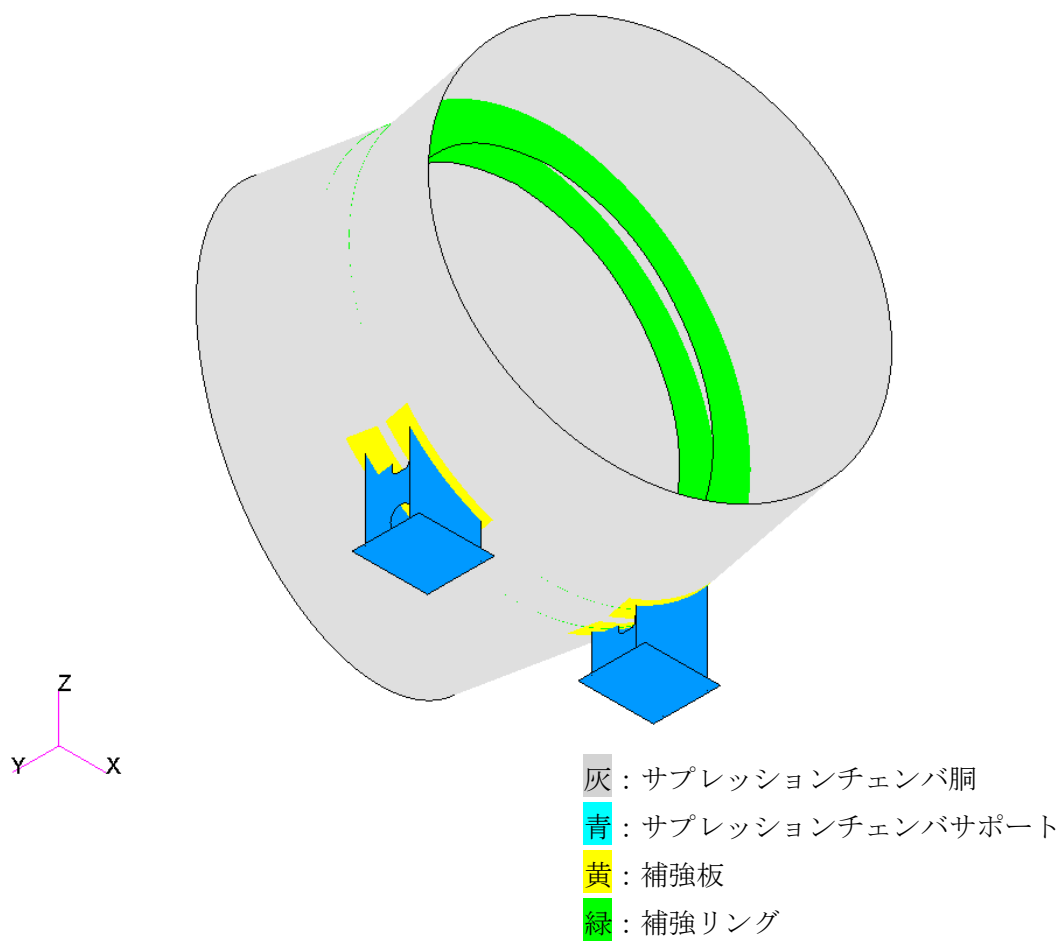 Z
Y
X
灰：サプレッションチェンバ胴
青：サプレッションチェンバサポート
黄：補強板
緑：補強リング